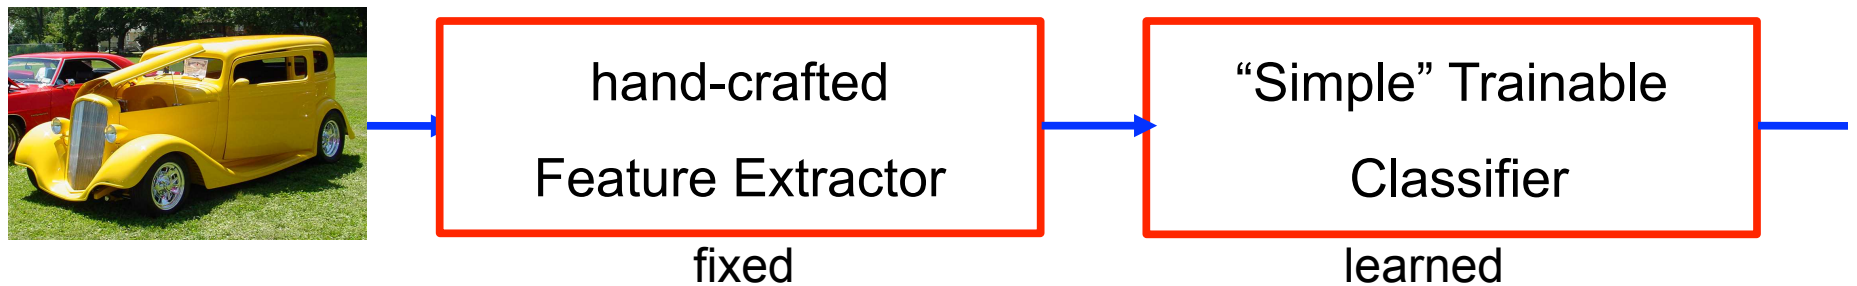 hand-crafted
Feature Extractor
fixed
“Simple” Trainable
Classifier
learned